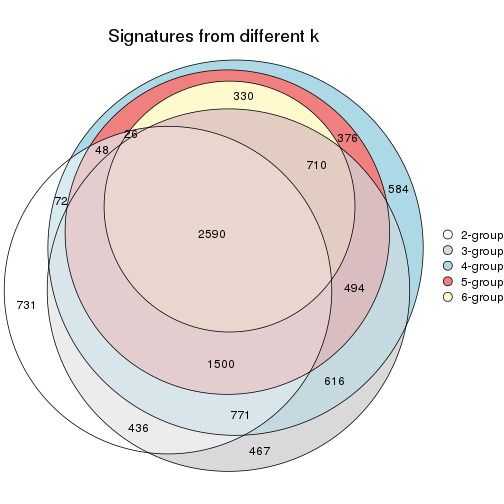 Signatures from different k
330
26
376
48
710
584
72
2590
2-group
3-group
4-group
5-group
6-group
494
731
1500
616
771
436
467